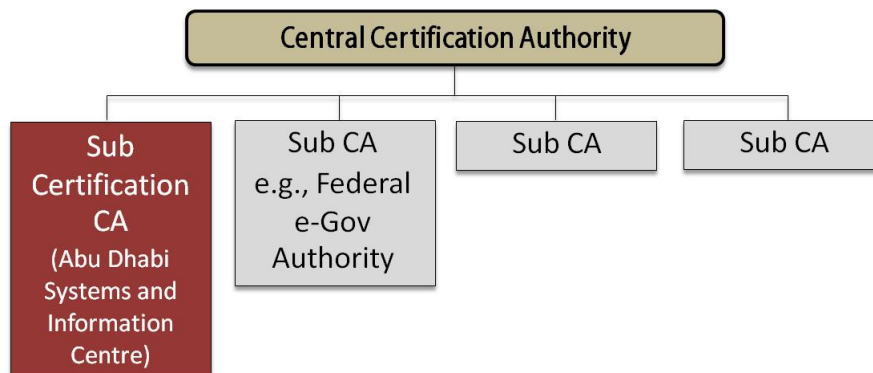 Central Certification Authority
Sub
Certification
CA
(Abu Dhabi
Systems and
Information
Centre)
Sub CA
e.g., Federal
e-Gov
Authority
Sub CA
Sub CA